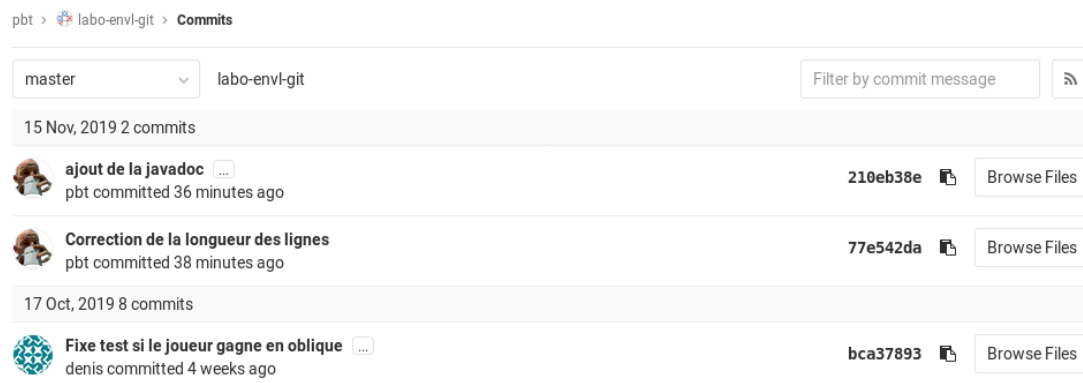 pbt > labo-envl-git > Commits
master labo-envl-git Filter by commit message
15 Nov, 2019 2 commits
ajout de la javadoc ...
pbt committed 36 minutes ago
210eb38e Browse Files
Correction de la longueur des lignes
pbt committed 38 minutes ago
77e542da Browse Files
17 Oct, 2019 8 commits
Fixe test si le joueur gagne en oblique ...
denis committed 4 weeks ago
bca37893 Browse Files